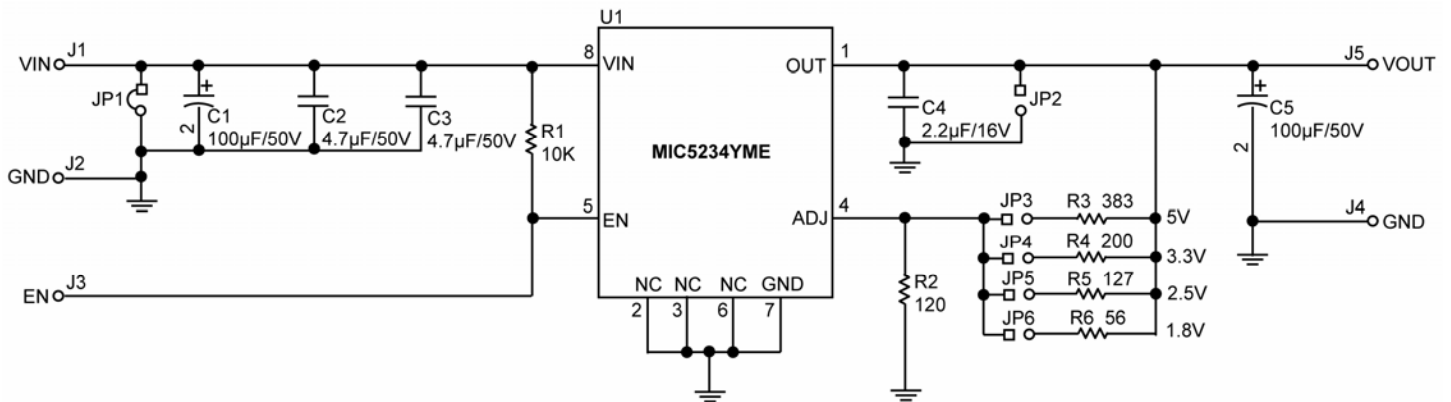 U1
VIN J1
8 VIN
OUT 1
J5 VOUT
JP1
+
C1
2
100µF/50V
C2
4.7µF/50V
C3
4.7µF/50V
R1
10K
MIC5234YME
C4
2.2µF/16V
JP2
+
C5
100µF/50V
2
J2
GND
5 EN
ADJ 4
JP3 R3 383
5V
J4
GND
JP4 R4 200
3.3V
J3
EN
NC NC NC GND
2 3 6 7
R2
120
JP5 R5 127
2.5V
JP6 R6 56
1.8V